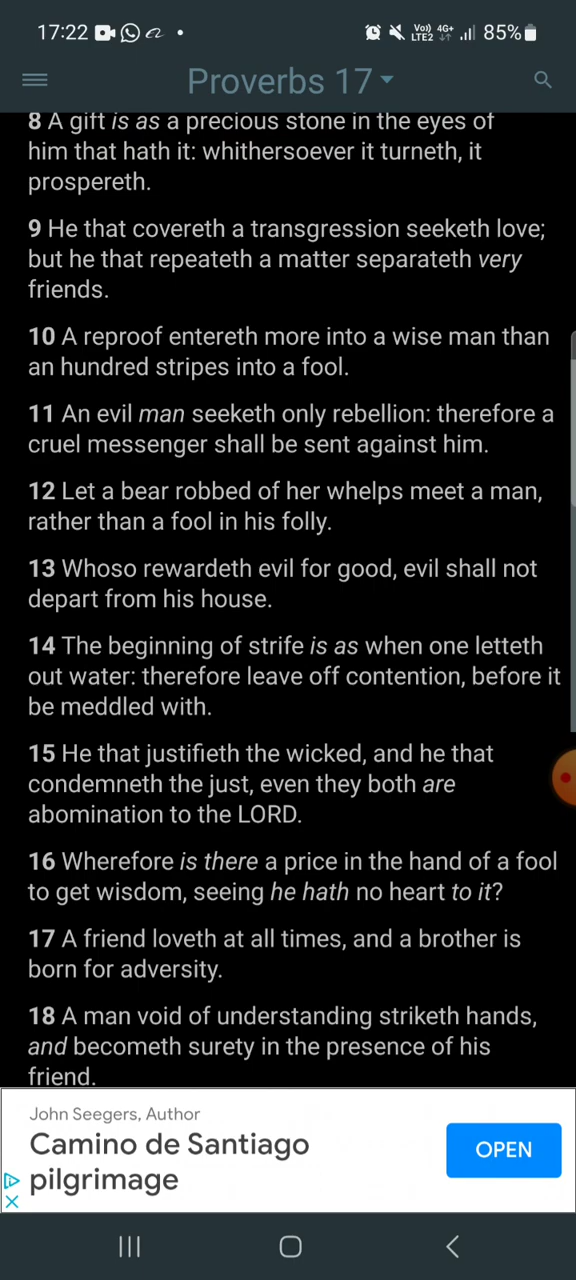 17:22 Vo) LTE2 4G+ 85%
Proverbs 17
8 A gift is as a precious stone in the eyes of
him that hath it: whithersoever it turneth, it
prospereth.
9 He that covereth a transgression seeketh love;
but he that repeateth a matter separateth very
friends.
10 A reproof entereth more into a wise man than
an hundred stripes into a fool.
11 An evil man seeketh only rebellion: therefore a
cruel messenger shall be sent against him.
12 Let a bear robbed of her whelps meet a man,
rather than a fool in his folly.
13 Whoso rewardeth evil for good, evil shall not
depart from his house.
14 The beginning of strife is as when one letteth
out water: therefore leave off contention, before it
be meddled with.
15 He that justifieth the wicked, and he that
condemneth the just, even they both are
abomination to the LORD.
16 Wherefore is there a price in the hand of a fool
to get wisdom, seeing he hath no heart to it?
17 A friend loveth at all times, and a brother is
born for adversity.
18 A man void of understanding striketh hands,
and becometh surety in the presence of his
friend.
John Seegers, Author
Camino de Santiago
pilgrimage
OPEN